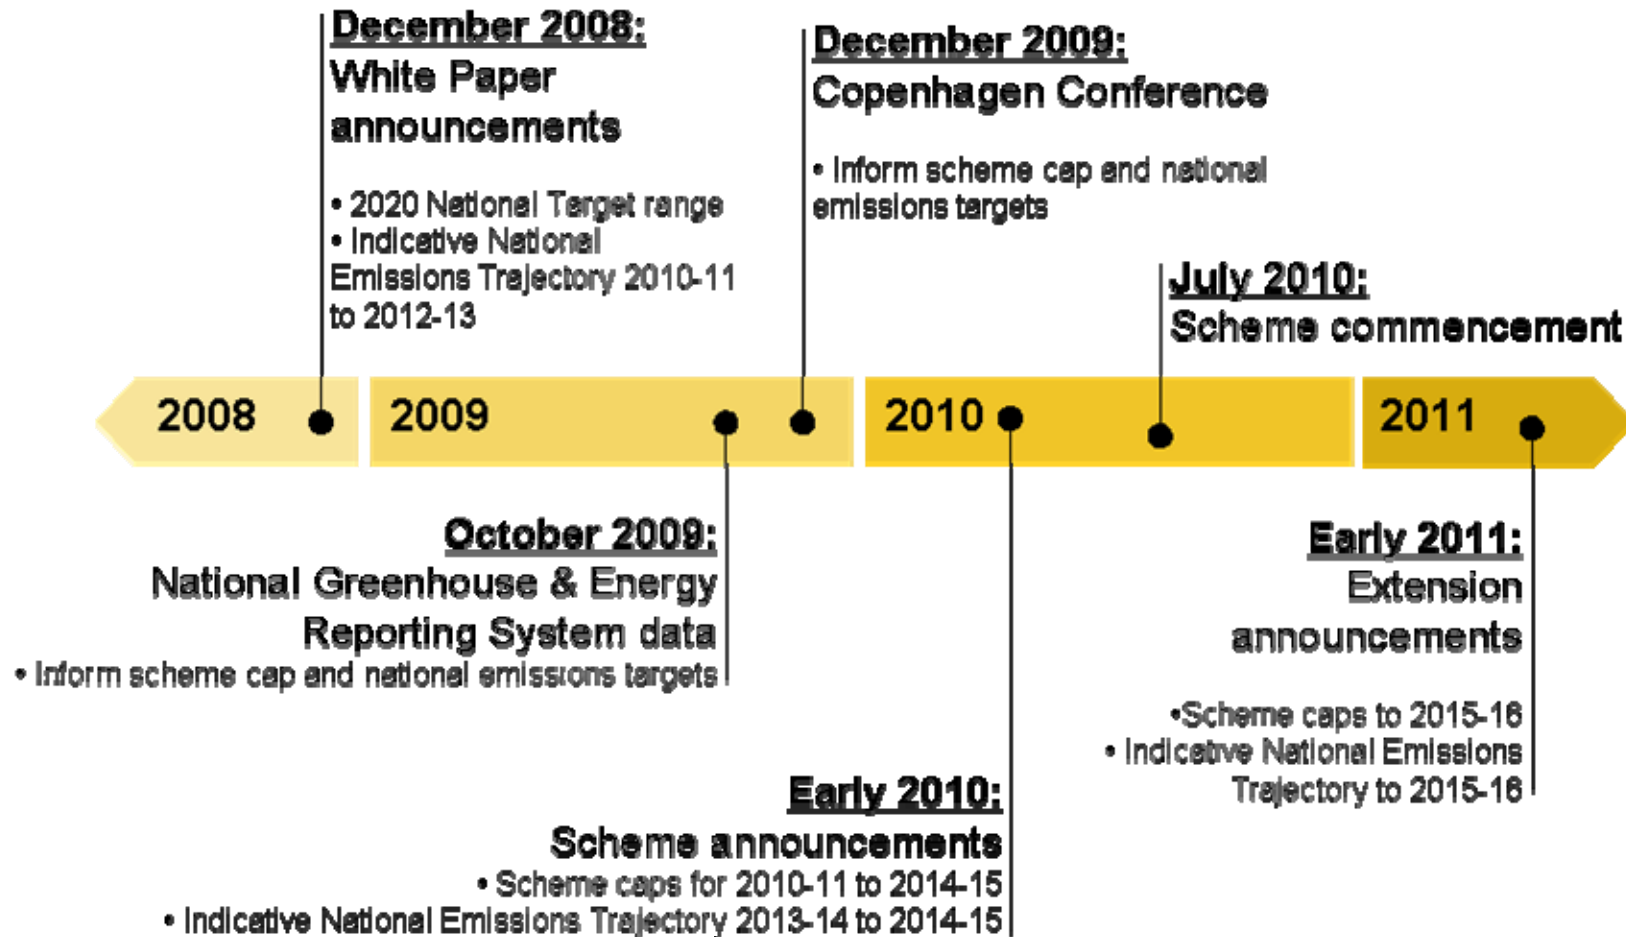 December 2008:
White Paper
announcements
• 2020 National Target range
• Indicative National
Emissions Trajectory 2010-11
to 2012-13
December 2009:
Copenhagen Conference
• Inform scheme cap and national
emissions targets
July 2010:
Scheme commencement
2008
2009
2010
2011
October 2009:
National Greenhouse & Energy
Reporting System data
• Inform scheme cap and national emissions targets
Early 2011:
Extension
announcements
•Scheme caps to 2015-16
• Indicative National Emissions
Trajectory to 2015-16
Early 2010:
Scheme announcements
• Scheme caps for 2010-11 to 2014-15
• Indicative National Emissions Trajectory 2013-14 to 2014-15